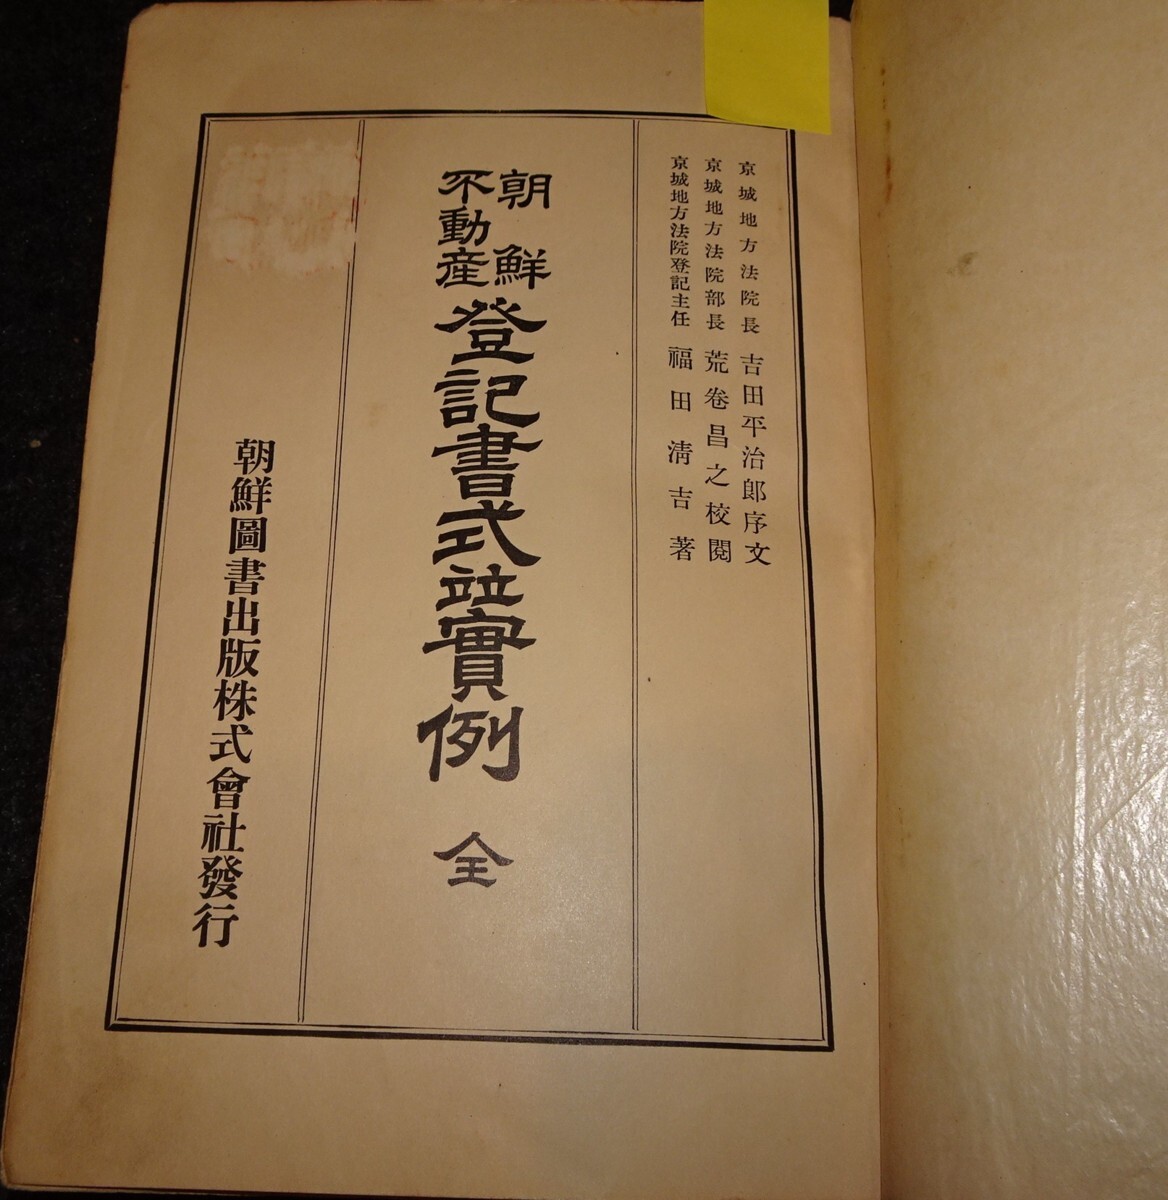 京城地方法院長 吉田平治郎序文
京城地方法院部長 荒巻昌之校閲
京城地方法院登記主任 福田淸吉著
朝鮮
不動産
登記書式竝實例 全
朝鮮圖書出版株式會社發行